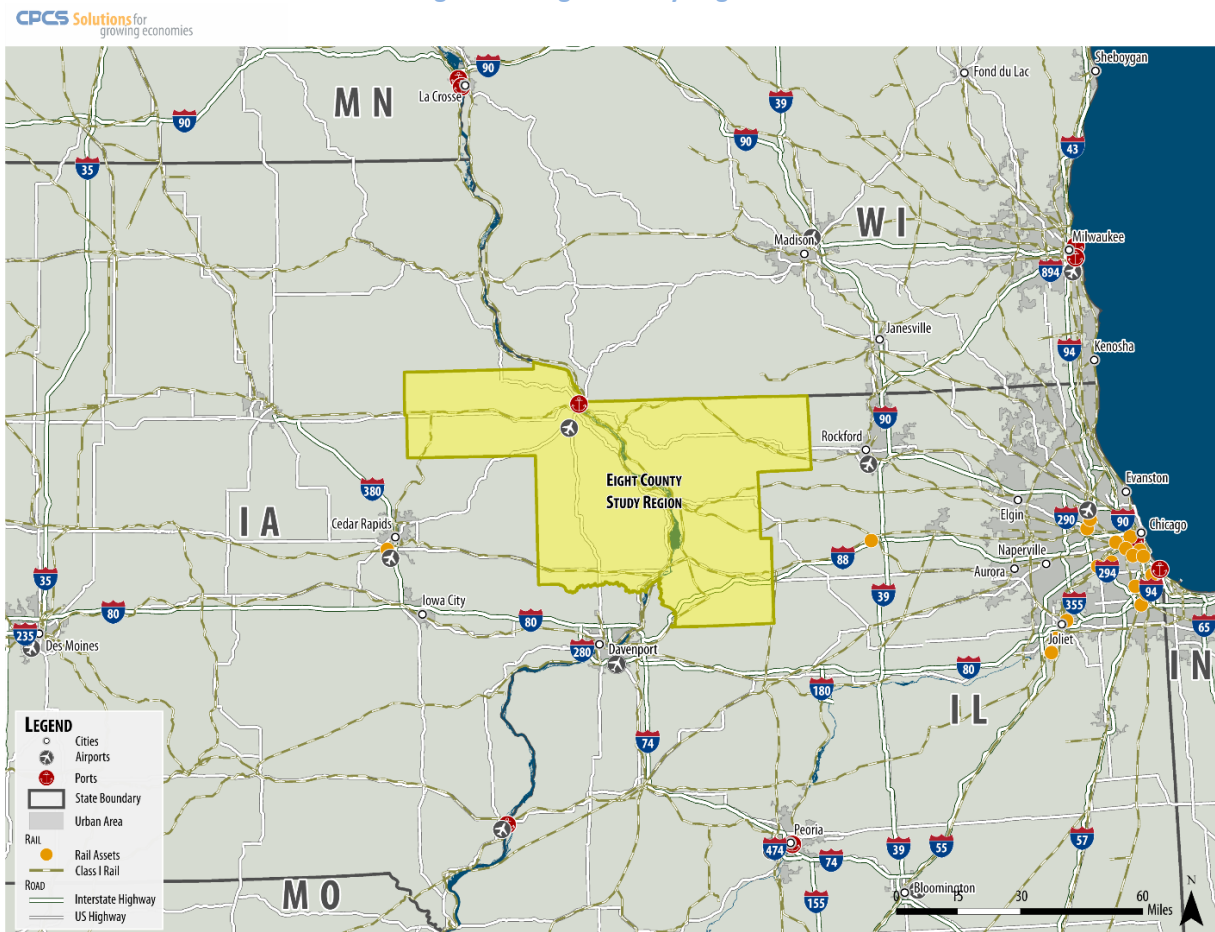 CPCS Solutions for
growing economies
Sheboygan
90
Fond du Lac
La Crosse
MN
39
90
90
43
35
WI
Madison
Milwaukee
894
Janesville
Kenosha
94
90
Rockford
EIGHT COUNTY
STUDY REGION
Evanston
380
Elgin
IA
290
90
Cedar Rapids
Chicago
Naperville
88
Aurora
294
35
94
39
Iowa City
355
80
80
65
235
Des Moines
280
Davenport
Joliet
80
IN
180
IL
LEGEND
Cities
74
Airports
Ports
State Boundary
Urban Area
Peoria
RAIL
474
39
55
57
Rail Assets
74
Class I Rail
ROAD
MO
Bloomington
N
Interstate Highway
155
0 15 30 60
Miles
US Highway